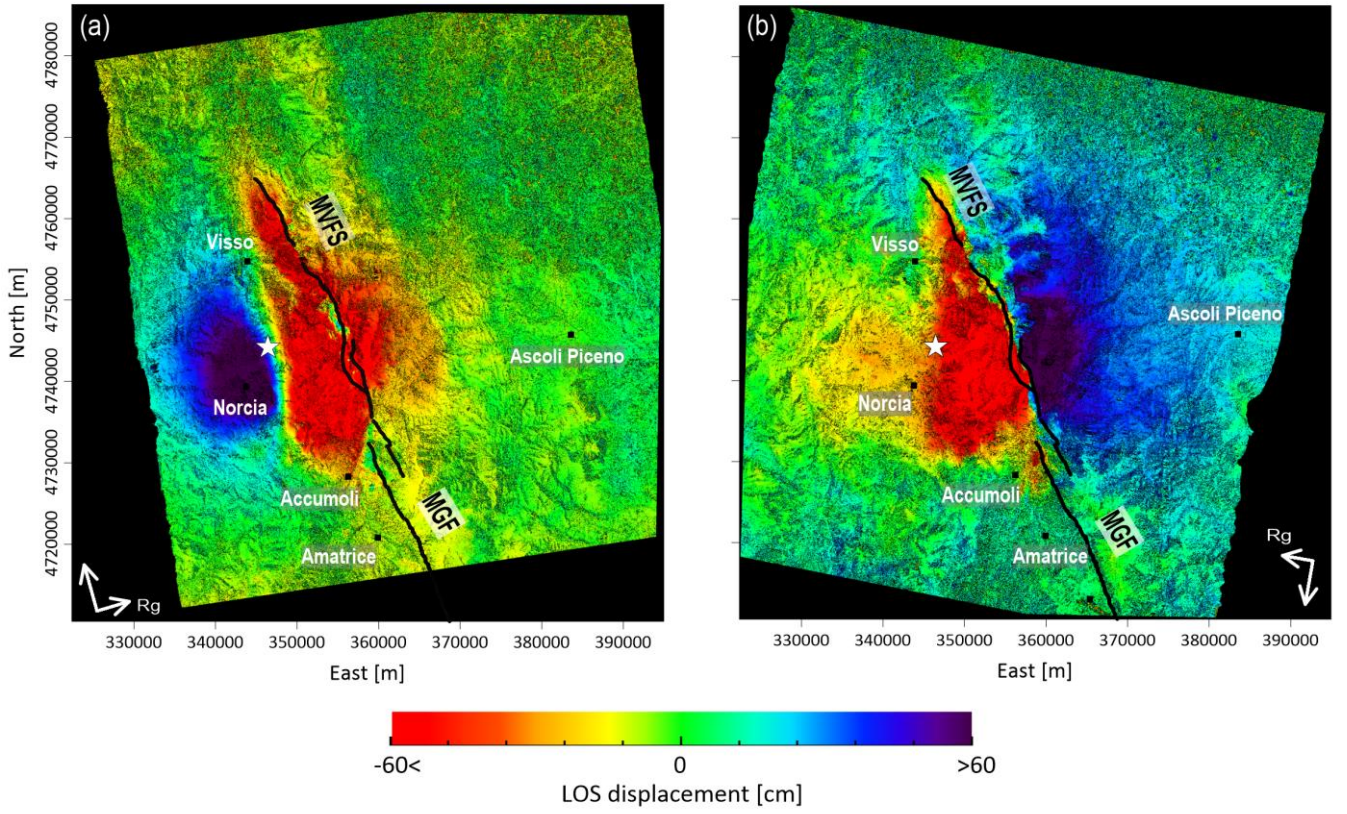 (a)
(b)
4780000
4770000
4760000
4750000
4740000
4730000
4720000
North [m]
MVFS
Visso
Norcia
Ascoli Piceno
Accumoli
MGF
Amatrice
Rg
330000 340000 350000 360000 370000 380000 390000
East [m]
MVFS
Visso
Ascoli Piceno
Norcia
Accumoli
MGF
Amatrice
Rg
330000 340000 350000 360000 370000 380000 390000
East [m]
-60< 0 >60
LOS displacement [cm]